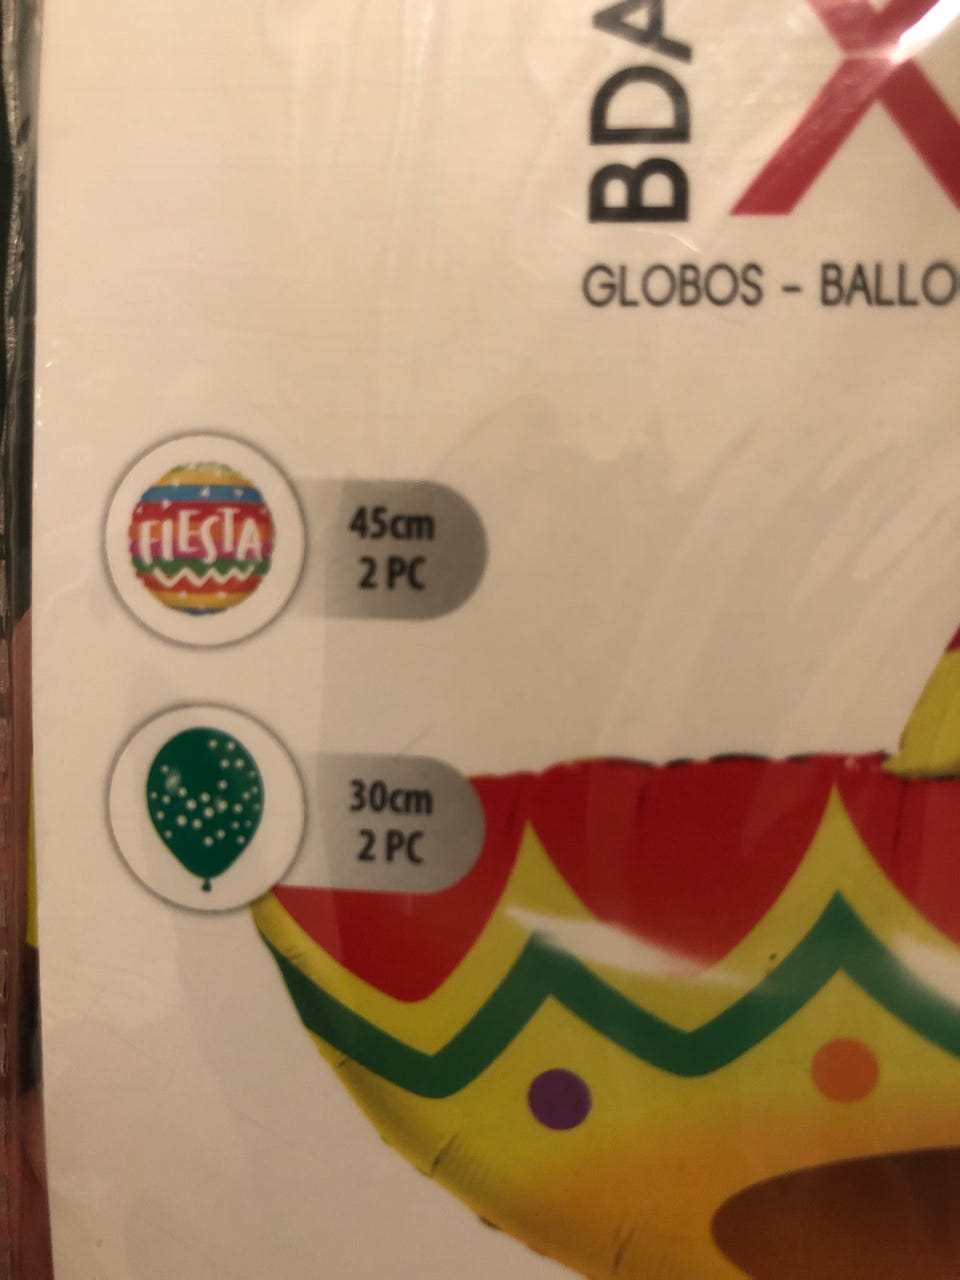 BDA
X
GLOBOS - BALLO
FIESTA
45cm
2 PC
30cm
2 PC